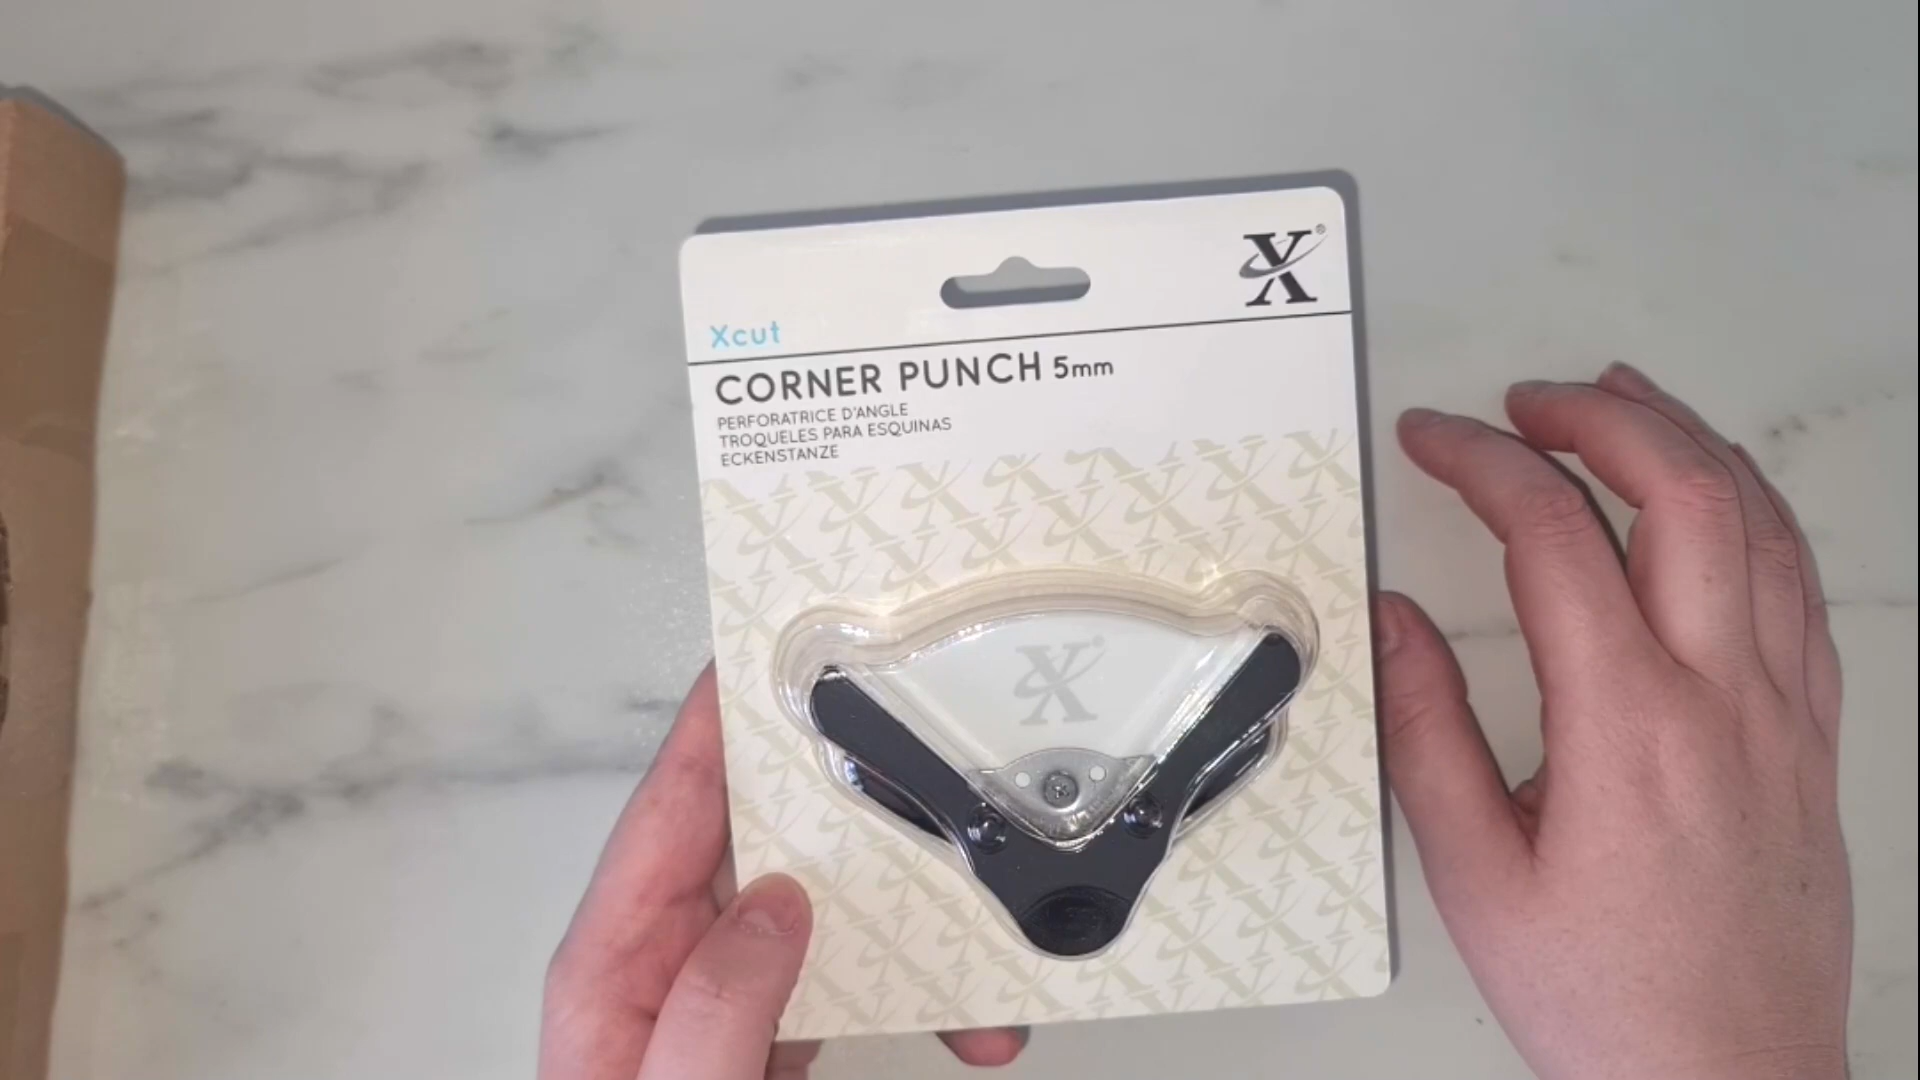 X®
Xcut
CORNER PUNCH 5mm
PERFORATRICE D'ANGLE
TROQUELES PARA ESQUINAS
ECKENSTANZE
X®